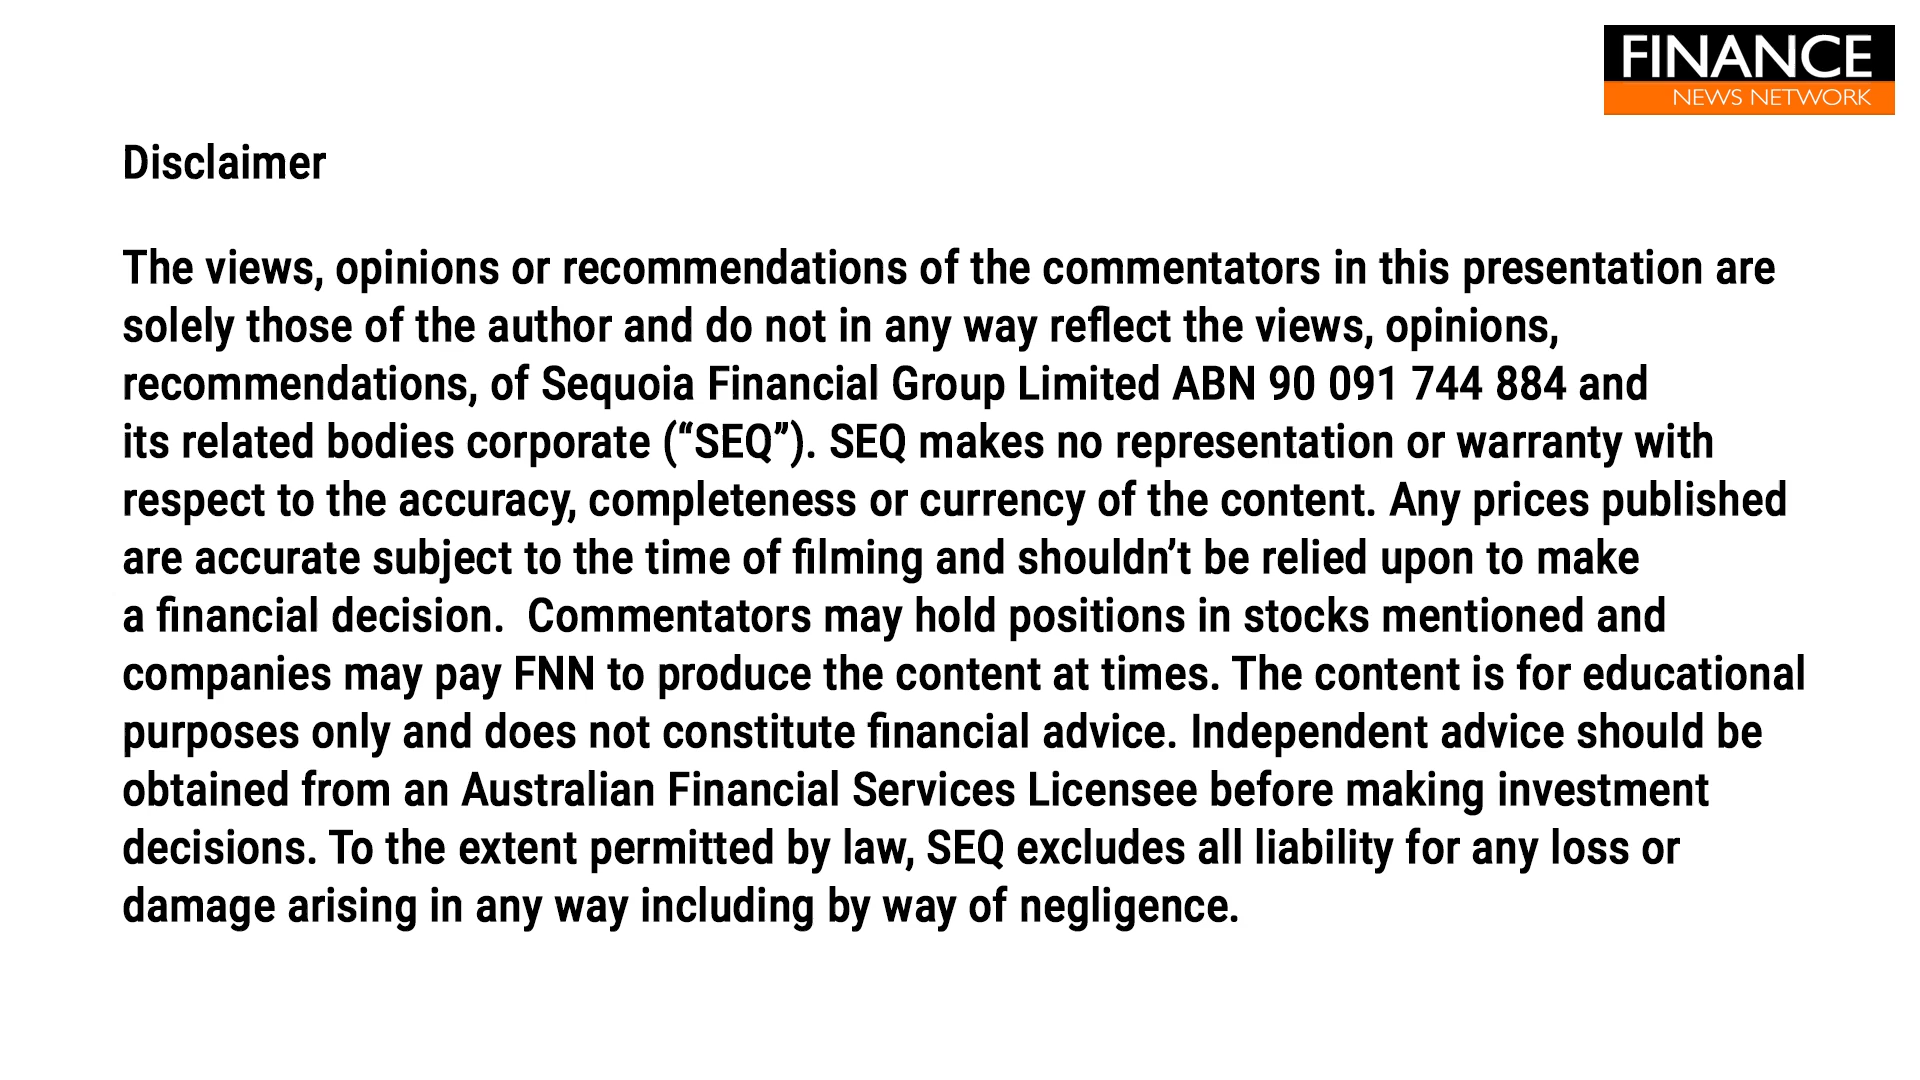 FINANCE
NEWS NETWORK
Disclaimer
The views, opinions or recommendations of the commentators in this presentation are
solely those of the author and do not in any way reflect the views, opinions,
recommendations, of Sequoia Financial Group Limited ABN 90 091 744 884 and
its related bodies corporate (“SEQ”). SEQ makes no representation or warranty with
respect to the accuracy, completeness or currency of the content. Any prices published
are accurate subject to the time of filming and shouldn’t be relied upon to make
a financial decision.  Commentators may hold positions in stocks mentioned and
companies may pay FNN to produce the content at times. The content is for educational
purposes only and does not constitute financial advice. Independent advice should be
obtained from an Australian Financial Services Licensee before making investment
decisions. To the extent permitted by law, SEQ excludes all liability for any loss or
damage arising in any way including by way of negligence.